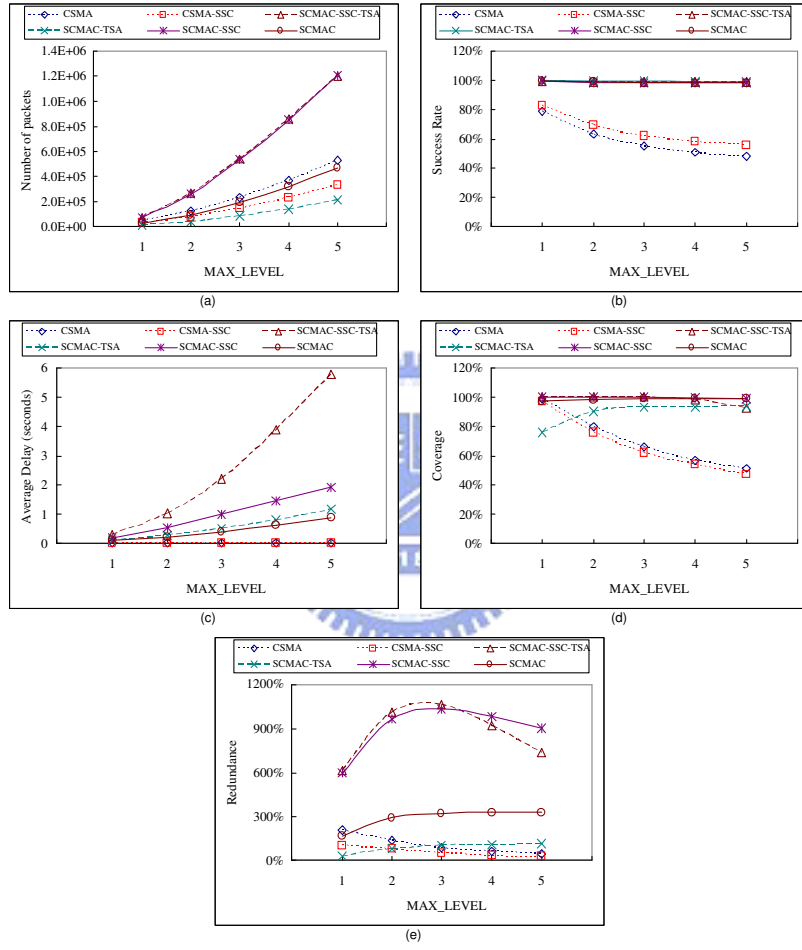 CSMA CSMA-SSC SCMAC-SSC-TSA
SCMAC-TSA SCMAC-SSC SCMAC
Number of packets
1.4E+06
1.2E+06
1.0E+06
8.0E+05
6.0E+05
4.0E+05
2.0E+05
0.0E+00
1 2 3 4 5
MAX_LEVEL
(a)
CSMA CSMA-SSC SCMAC-SSC-TSA
SCMAC-TSA SCMAC-SSC SCMAC
Success Rate
120%
100%
80%
60%
40%
20%
0%
1 2 3 4 5
MAX_LEVEL
(b)
CSMA CSMA-SSC SCMAC-SSC-TSA
SCMAC-TSA SCMAC-SSC SCMAC
Average Delay (seconds)
6
5
4
3
2
1
0
1 2 3 4 5
MAX_LEVEL
(c)
CSMA CSMA-SSC SCMAC-SSC-TSA
SCMAC-TSA SCMAC-SSC SCMAC
Coverage
120%
100%
80%
60%
40%
20%
0%
1 2 3 4 5
MAX_LEVEL
(d)
CSMA CSMA-SSC SCMAC-SSC-TSA
SCMAC-TSA SCMAC-SSC SCMAC
Redundance
1200%
900%
600%
300%
0%
1 2 3 4 5
MAX_LEVEL
(e)